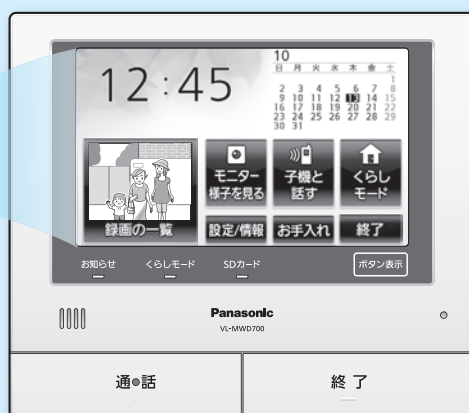 12:45
10
日 月 火 水 木 金 土
1
2 3 4 5 6 7 8
9 10 11 12 13 14 15
16 17 18 19 20 21 22
23 24 25 26 27 28 29
30 31
モニター
様子を見る
子機と
話す
くらし
モード
録画の一覧
設定/情報
お手入れ
終了
お知らせ
くらしモード
SDカード
ボタン表示
Panasonic
VL-MWD700
通話
終了